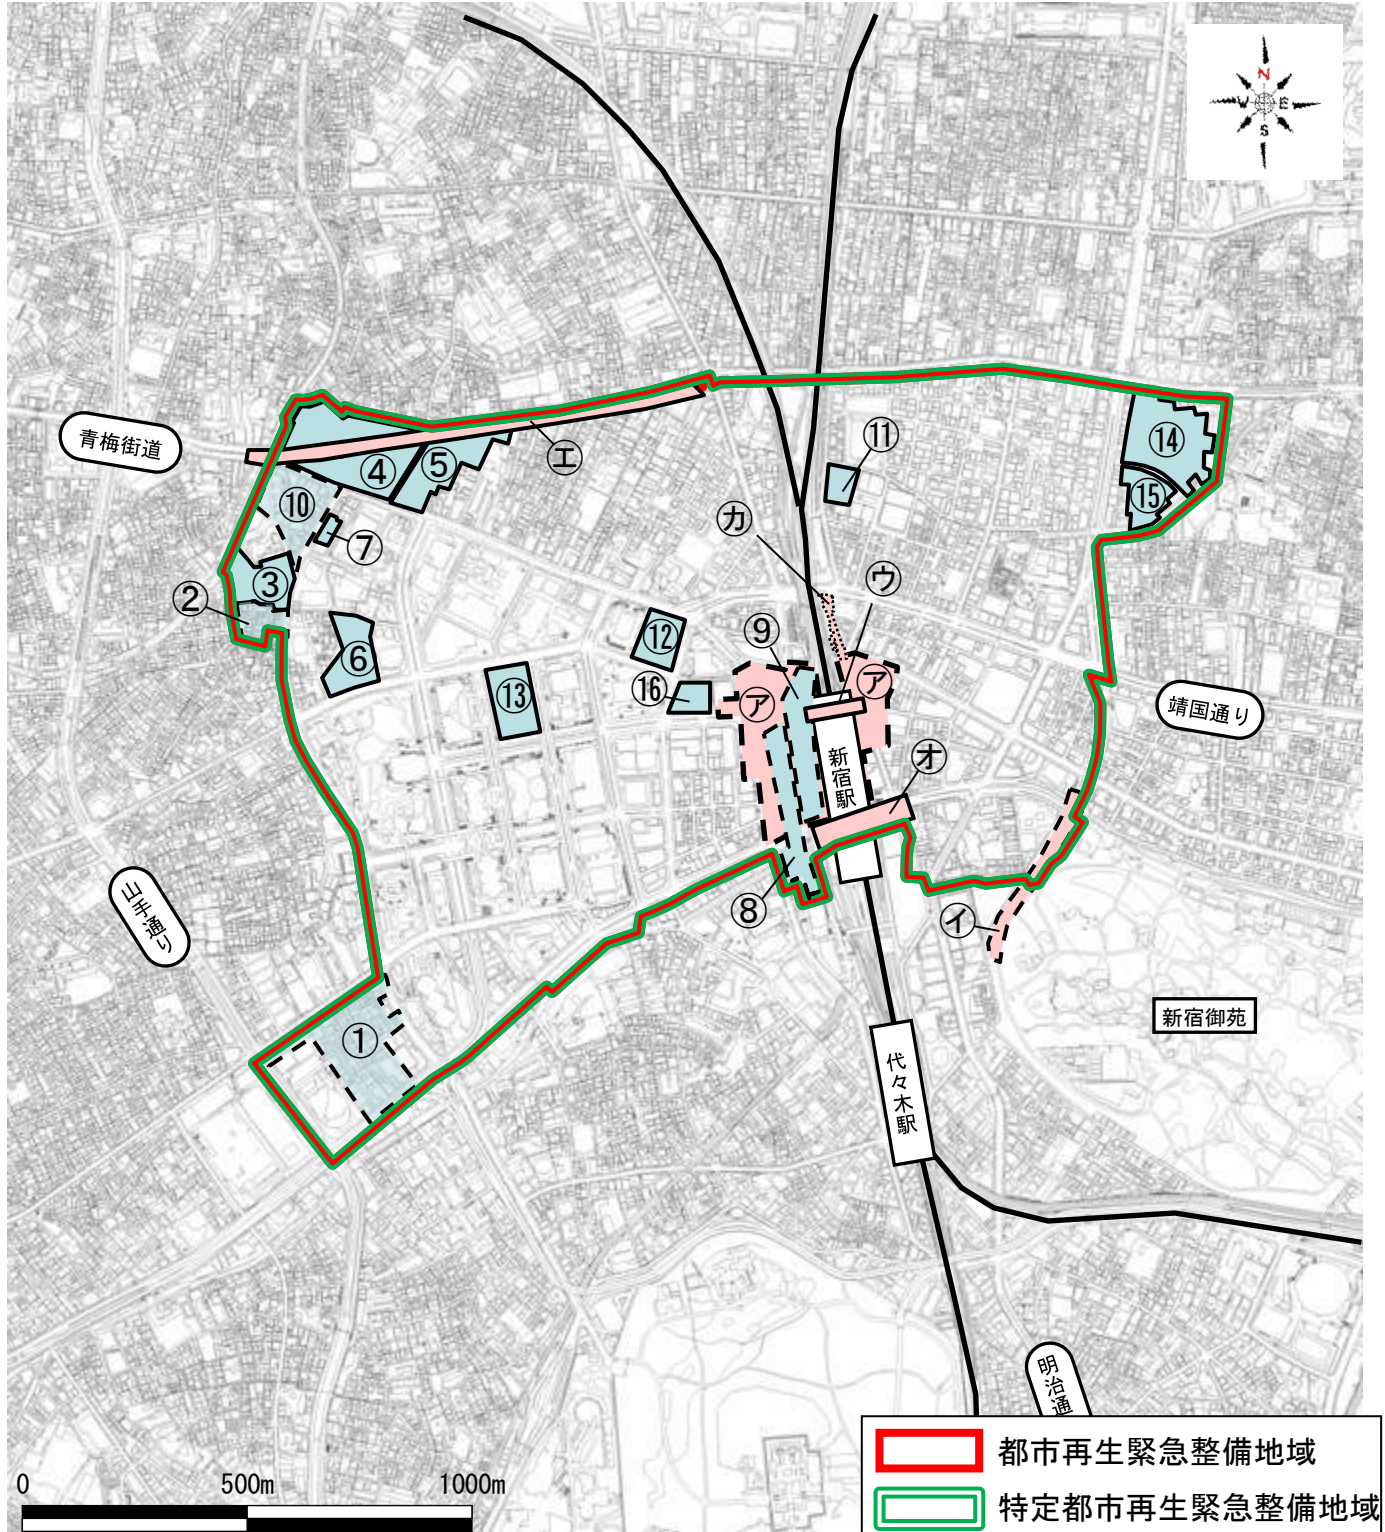 N
W E
S
青梅街道
エ
⑪
④
⑤
⑭
⑮
⑩
⑦
カ
③
②
ウ
⑥
⑫
⑨
⑬
⑯
ア
ア
靖国通り
新宿駅
オ
山手通り
⑧
イ
新宿御苑
①
代々木駅
明治通
0 500m 1000m
都市再生緊急整備地域
特定都市再生緊急整備地域